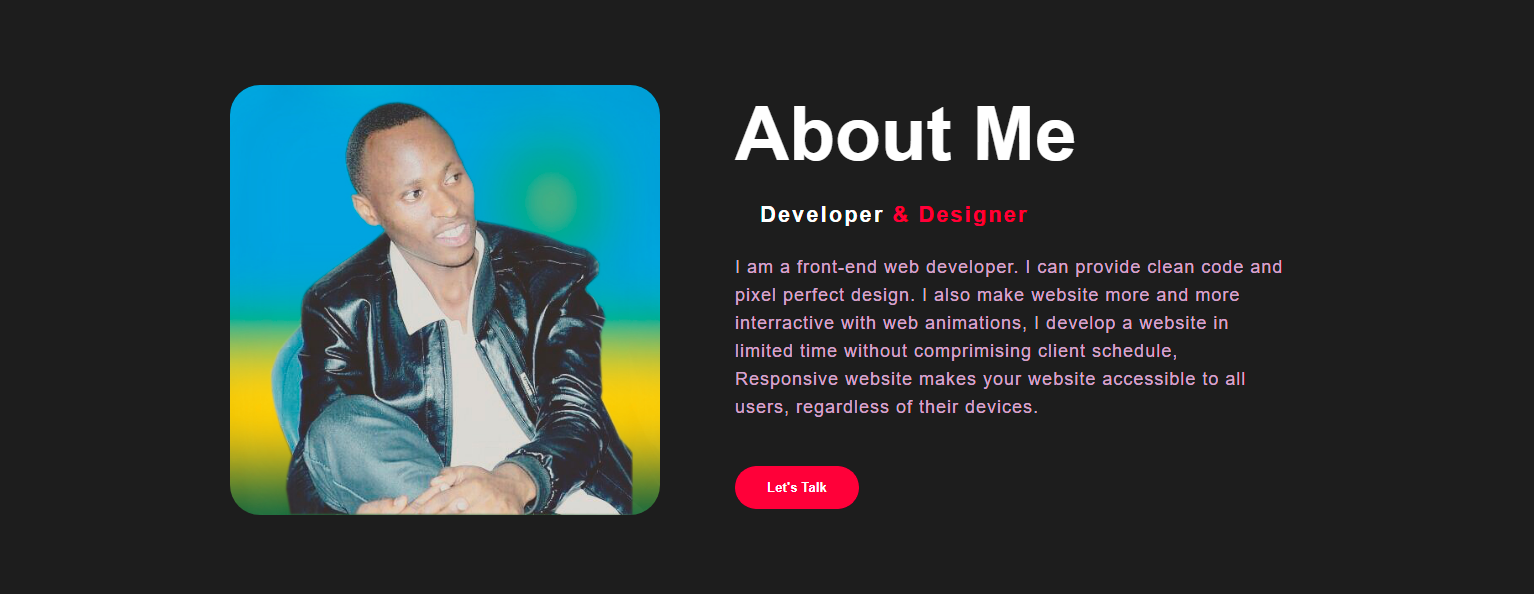 About Me
Developer & Designer
I am a front-end web developer. I can provide clean code and
pixel perfect design. I also make website more and more
interractive with web animations, I develop a website in
limited time without comprimising client schedule,
Responsive website makes your website accessible to all
users, regardless of their devices.
Let's Talk